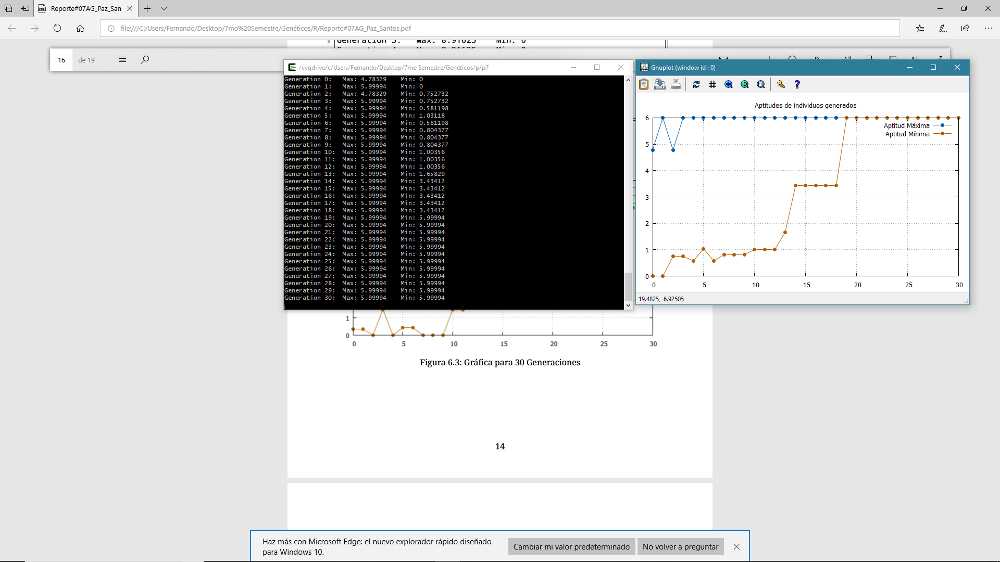 Reporte#07AG_Paz_San
file:///C:/Users/Fernando/Desktop/7mo%20Semestre/Genéticos/R/Reporte#07AG_Paz_Santos.pdf
5 Generation 3: Max: 8.91625 Min: 0
16 de 19
/cygdrive/c/Users/Fernando/Desktop/7mo Semestre/Genéticos/p/p7
Generation 0: Max: 4.78329 Min: 0
Generation 1: Max: 5.99994 Min: 0
Generation 2: Max: 4.78329 Min: 0.752732
Generation 3: Max: 5.99994 Min: 0.752732
Generation 4: Max: 5.99994 Min: 0.581198
Generation 5: Max: 5.99994 Min: 1.03118
Generation 6: Max: 5.99994 Min: 0.581198
Generation 7: Max: 5.99994 Min: 0.804377
Generation 8: Max: 5.99994 Min: 0.804377
Generation 9: Max: 5.99994 Min: 0.804377
Generation 10: Max: 5.99994 Min: 1.00356
Generation 11: Max: 5.99994 Min: 1.00356
Generation 12: Max: 5.99994 Min: 1.00356
Generation 13: Max: 5.99994 Min: 1.65829
Generation 14: Max: 5.99994 Min: 3.43412
Generation 15: Max: 5.99994 Min: 3.43412
Generation 16: Max: 5.99994 Min: 3.43412
Generation 17: Max: 5.99994 Min: 3.43412
Generation 18: Max: 5.99994 Min: 3.43412
Generation 19: Max: 5.99994 Min: 5.99994
Generation 20: Max: 5.99994 Min: 5.99994
Generation 21: Max: 5.99994 Min: 5.99994
Generation 22: Max: 5.99994 Min: 5.99994
Generation 23: Max: 5.99994 Min: 5.99994
Generation 24: Max: 5.99994 Min: 5.99994
Generation 25: Max: 5.99994 Min: 5.99994
Generation 26: Max: 5.99994 Min: 5.99994
Generation 27: Max: 5.99994 Min: 5.99994
Generation 28: Max: 5.99994 Min: 5.99994
Generation 29: Max: 5.99994 Min: 5.99994
Generation 30: Max: 5.99994 Min: 5.99994
Gnuplot (window id : 0)
Aptitudes de individuos generados
Aptitud Máxima
Aptitud Mínima
6
5
4
3
2
1
0
0 5 10 15 20 25 30
19.4825, 6.92505
1
0
0 5 10 15 20 25 30
Figura 6.3: Gráfica para 30 Generaciones
14
Haz más con Microsoft Edge: el nuevo explorador rápido diseñado
para Windows 10.
Cambiar mi valor predeterminado
No volver a preguntar